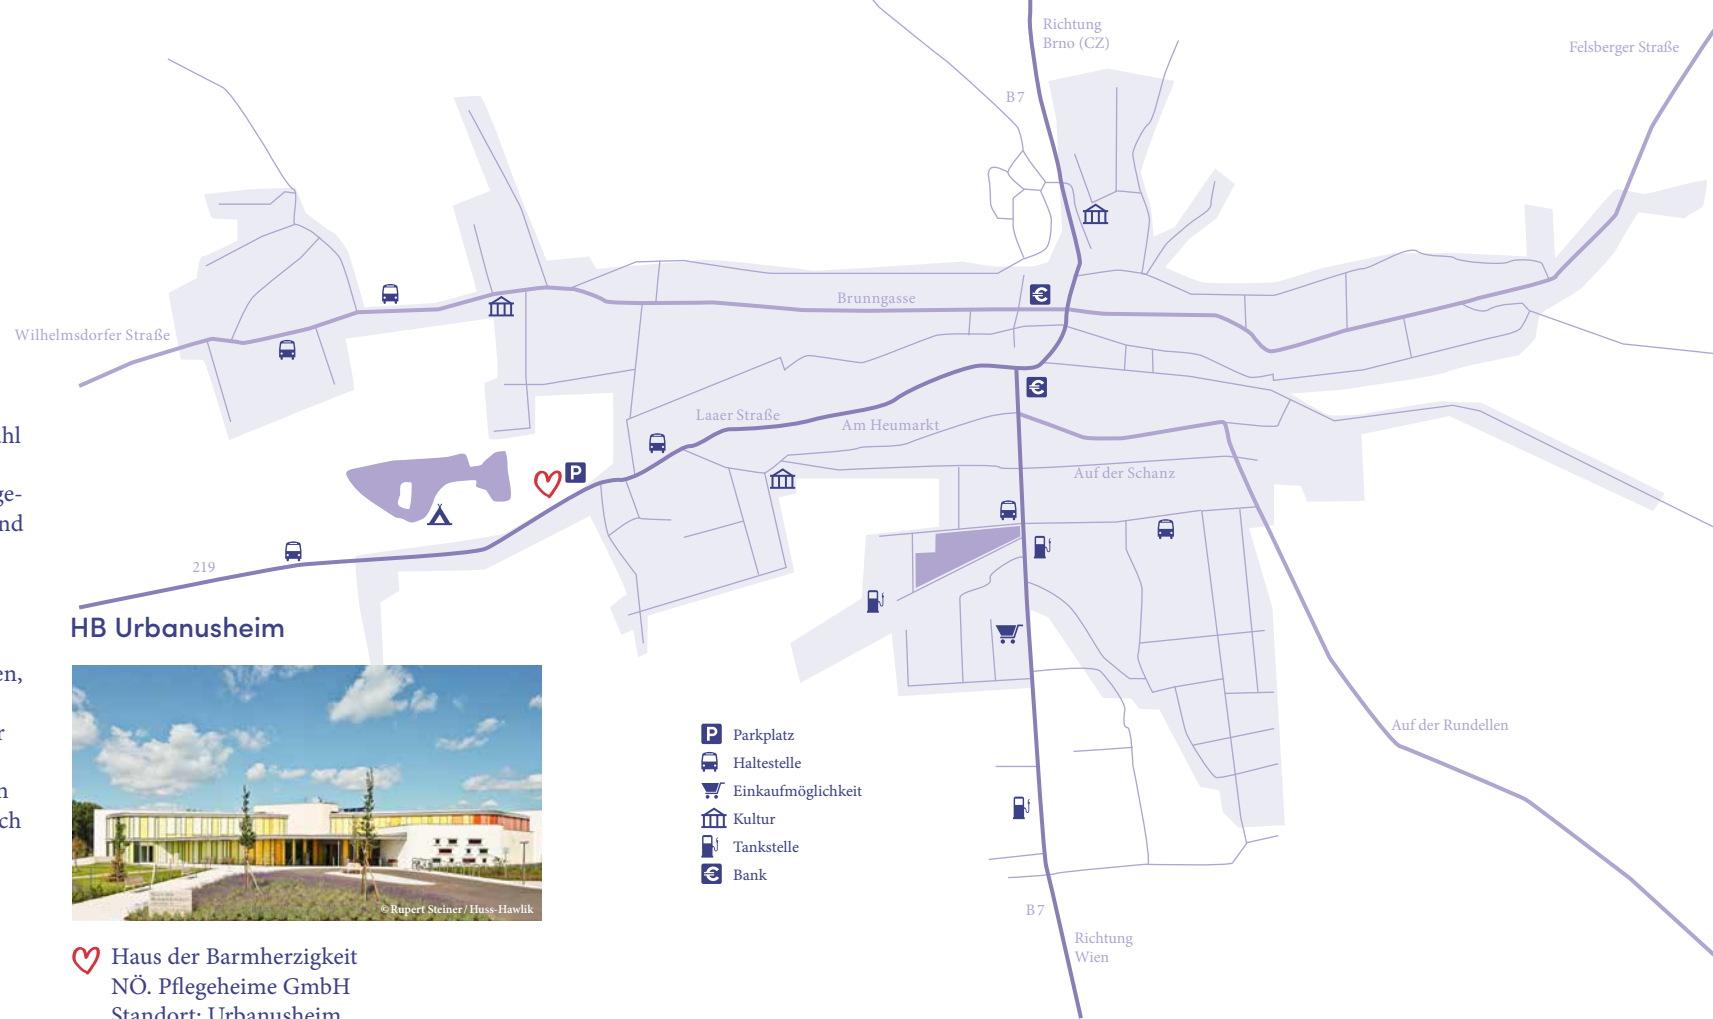 Richtung
Brno (CZ)
Felsberger Straße
B7
Brunngasse
Wilhelmsdorfer Straße
Laaer Straße
Am Heumarkt
P
Auf der Schanz
219
HB Urbanusheim
Auf der Rundellen
P Parkplatz
Haltestelle
Einkaufmöglichkeit
Kultur
Tankstelle
€ Bank
© Rupert Steiner / Huss-Hawlik
B7
Richtung
Wien
Haus der Barmherzigkeit
NÖ. Pflegeheime GmbH
Standort: Urbanusheim